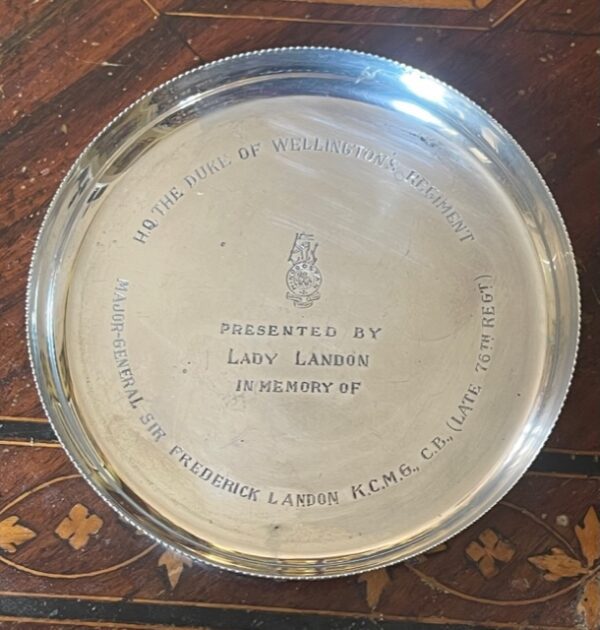 H.Q. THE DUKE OF WELLINGTON'S REGIMENT
PRESENTED BY
LADY LANDON
IN MEMORY OF
MAJOR-GENERAL SIR FREDERICK LANDON K.C.M.G., C.B., (LATE 76TH REGT)